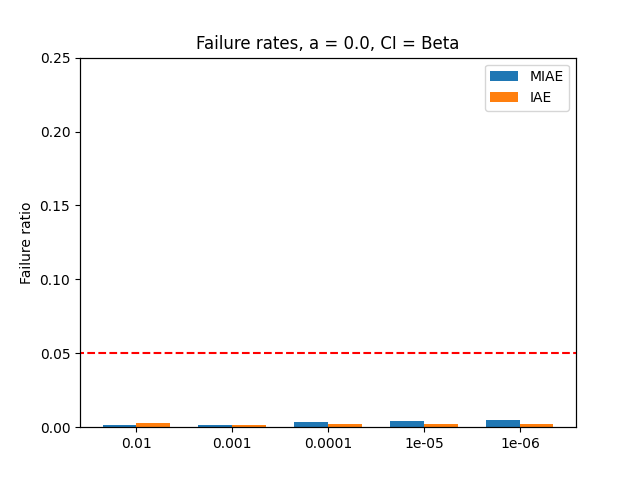 Failure rates, a = 0.0, CI = Beta
MIAE
IAE
Failure ratio
0.25
0.20
0.15
0.10
0.05
0.00
0.01 0.001 0.0001 1e-05 1e-06